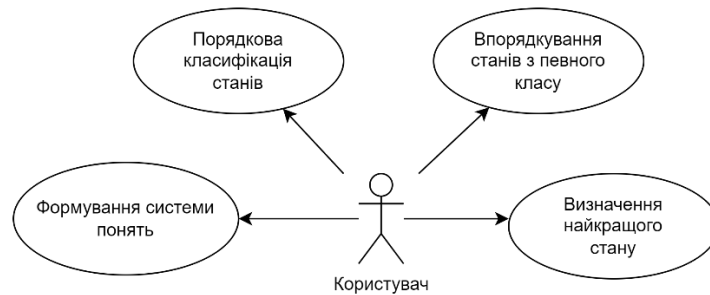 Порядкова
класифікація
станів
Впорядкування
станів з певного
класу
Формування системи
понять
Визначення
найкращого
стану
Користувач